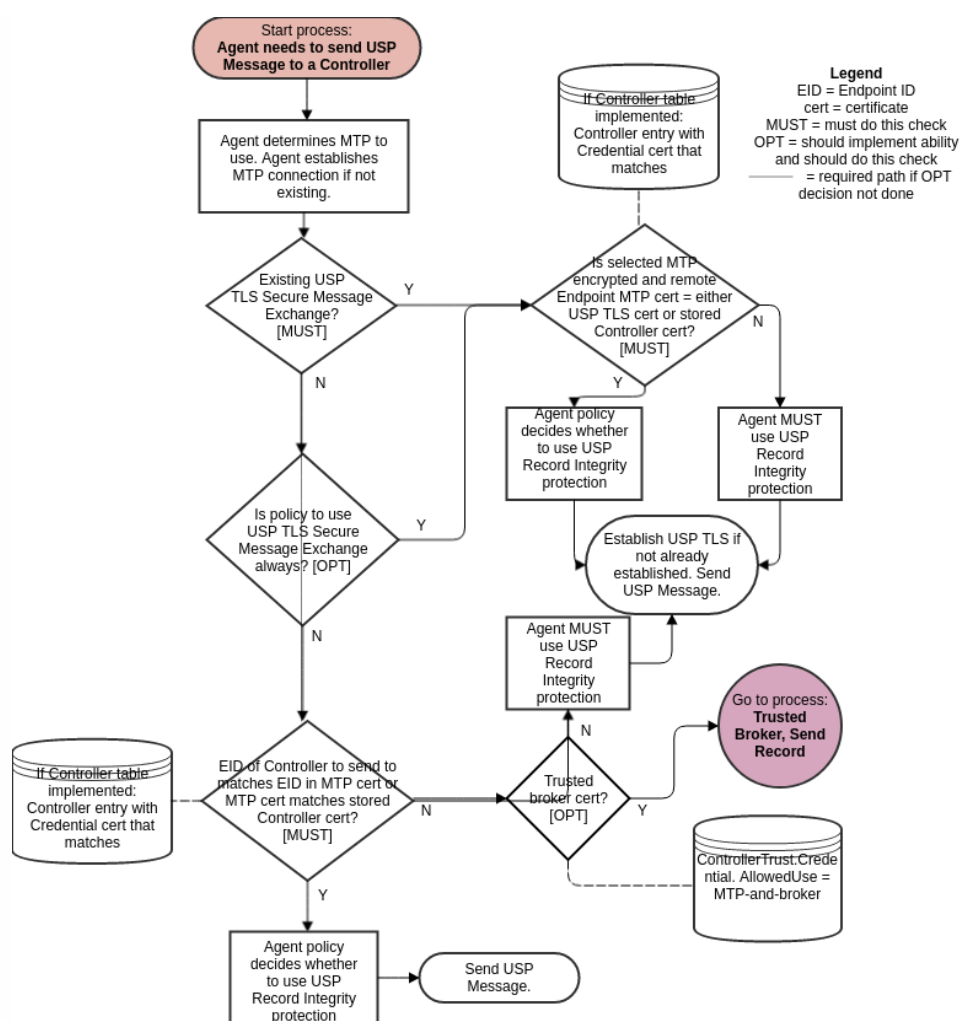 Start process:
Agent needs to send USP
Message to a Controller
Agent determines MTP to
use. Agent establishes
MTP connection if not
existing.
If Controller table
implemented:
Controller entry with
Credential cert that
matches
Legend
EID = Endpoint ID
cert = certificate
MUST = must do this check
OPT = should implement ability
and should do this check
= required path if OPT
decision not done
Existing USP
TLS Secure Message
Exchange?
[MUST]
Y
N
Is selected MTP
encrypted and remote
Endpoint MTP cert = either
USP TLS cert or stored
Controller cert?
[MUST]
N
Y
Agent policy
decides whether
to use USP
Record Integrity
protection
Agent MUST
use USP
Record
Integrity
protection
Is policy to use
USP TLS Secure
Message Exchange
always? [OPT]
Y
N
Establish USP TLS if
not already
established. Send
USP Message.
Agent MUST
use USP
Record
Integrity
protection
Go to process:
Trusted
Broker, Send
Record
If Controller table
implemented:
Controller entry with
Credential cert that
matches
EID of Controller to send to
matches EID in MTP cert or
MTP cert matches stored
Controller cert?
[MUST]
N
Y
Trusted
broker cert?
[OPT]
N
Y
ControllerTrust.Crede
ntial. AllowedUse =
MTP-and-broker
Agent policy
decides whether
to use USP
Record Integrity
protection
Send USP
Message.